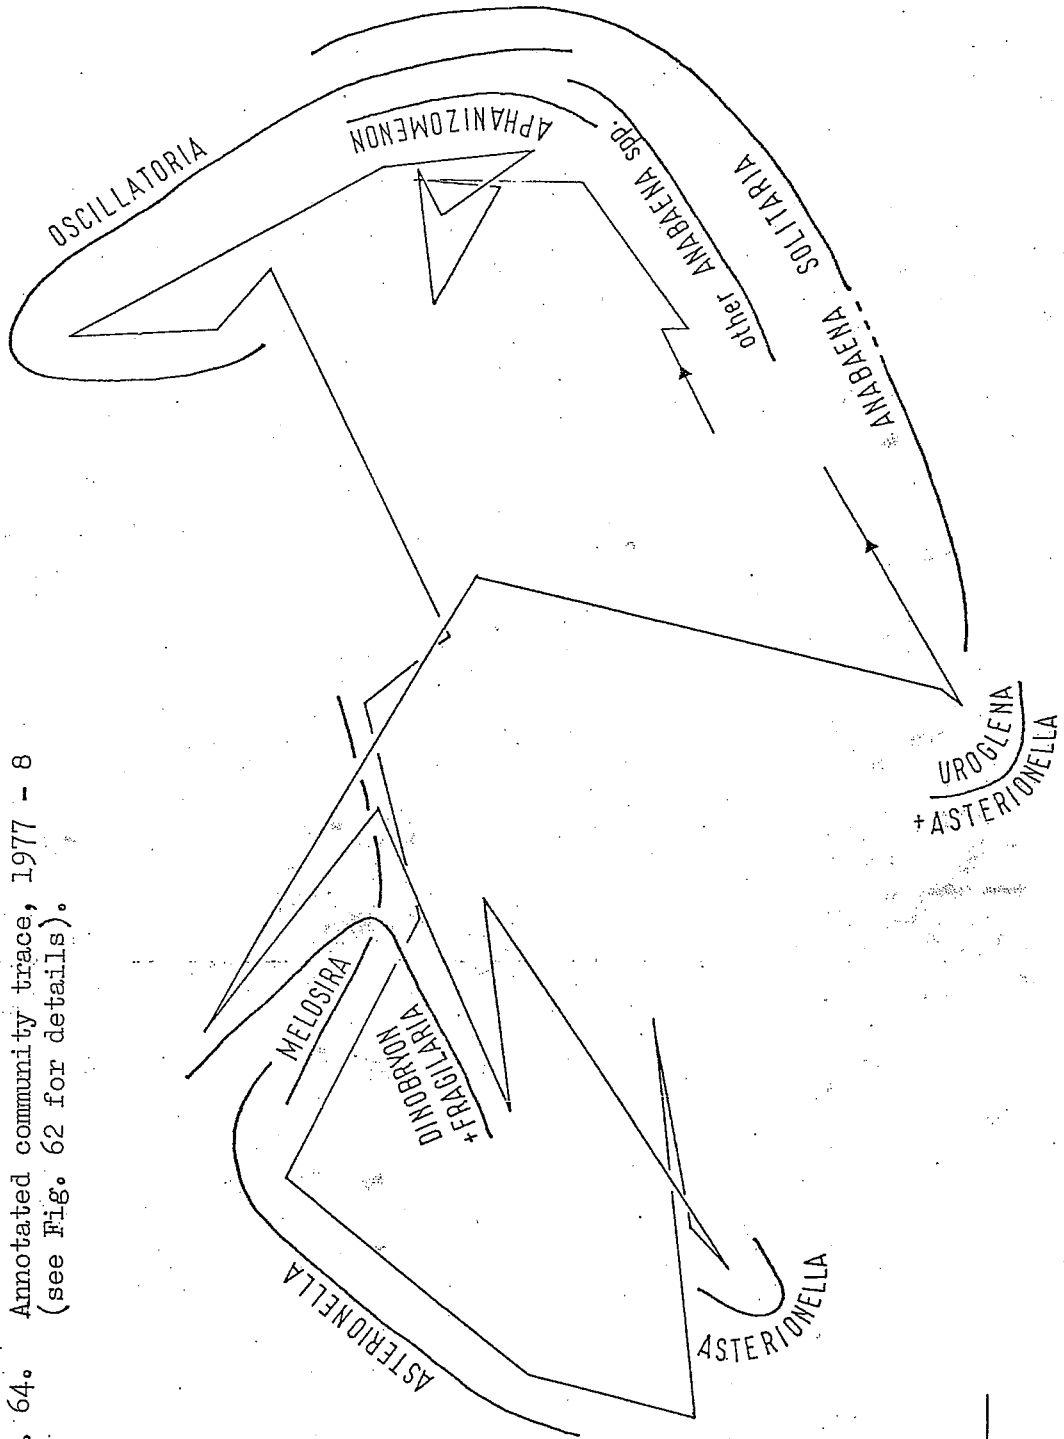 . 64. Annotated community trace, 1977 - 8
(see Fig. 62 for details).
OSCILLATORIA
APHANIZOMENON
other ANABAENA spp.
ANABAENA SOLITARIA
MELOSIRA
DINOBRYON
+FRAGILARIA
ASTERIONELLA
UROGLENA
+ASTERIONELLA
ASTERIONELLA